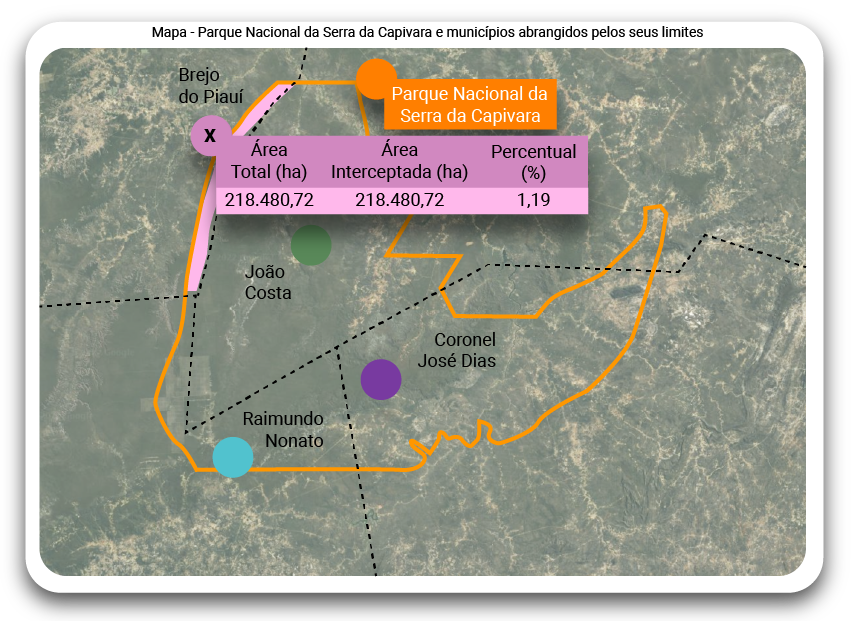 Mapa - Parque Nacional da Serra da Capivara e municípios abrangidos pelos seus limites
Brejo
do Piauí
Parque Nacional da
Serra da Capivara
X
Área
Total (ha)
Área
Interceptada (ha)
Percentual
(%)
218.480,72
218.480,72
1,19
João
Costa
Coronel
José Dias
Raimundo
Nonato